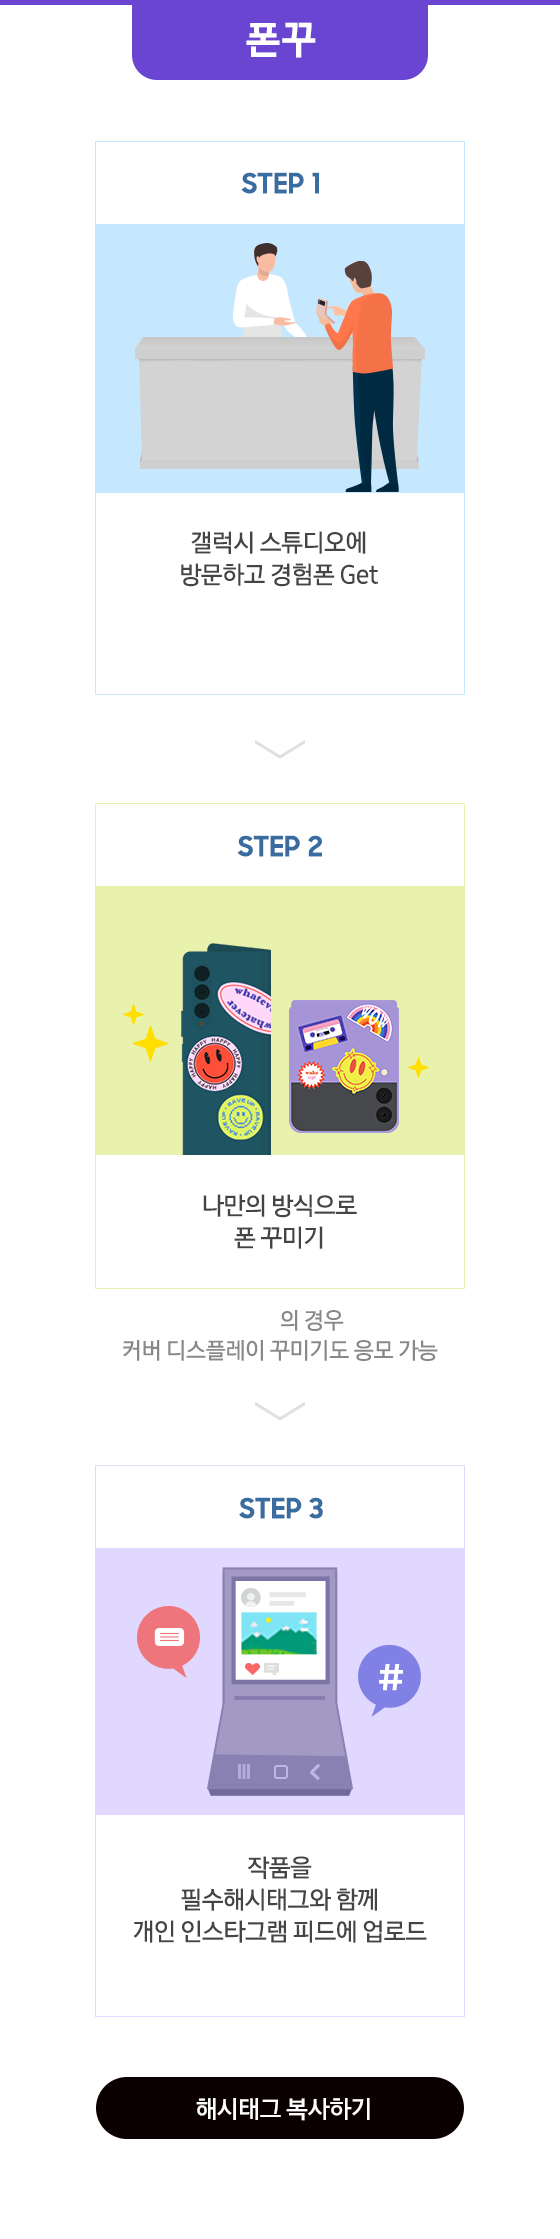 폰꾸
STEP 1
갤럭시 스튜디오에
방문하고 경험폰 Get
STEP 2
whatever
whatever
HAPPY HAPPY HAPPY HAPPY HAPPY
RAVE UP RAVE UP RAVE UP
WOW
나만의 방식으로
폰 꾸미기
의 경우
커버 디스플레이 꾸미기도 응모 가능
STEP 3
#
작품을
필수해시태그와 함께
개인 인스타그램 피드에 업로드
해시태그 복사하기